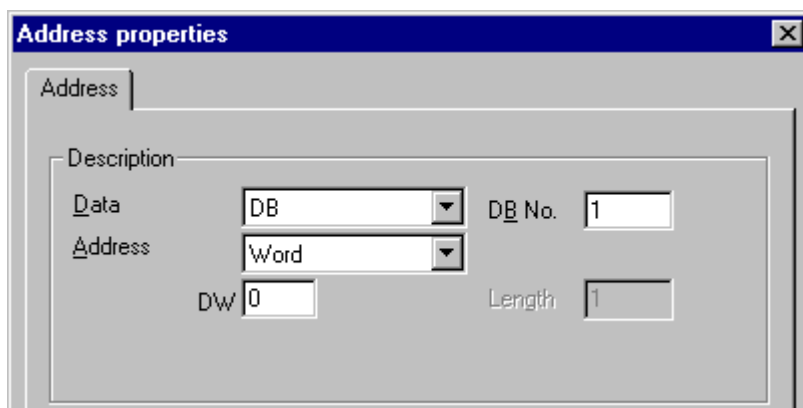 Address properties
Address
Description
Data DB DB No. 1
Address Word
DW 0 Length 1